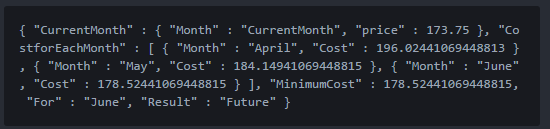 { "CurrentMonth" : { "Month" : "CurrentMonth", "price" : 173.75 }, "Co
stforEachMonth" : [ { "Month" : "April", "Cost" : 196.02441069448813 }
, { "Month" : "May", "Cost" : 184.14941069448815 }, { "Month" : "June"
, "Cost" : 178.52441069448815 } ], "MinimumCost" : 178.52441069448815,
 "For" : "June", "Result" : "Future" }